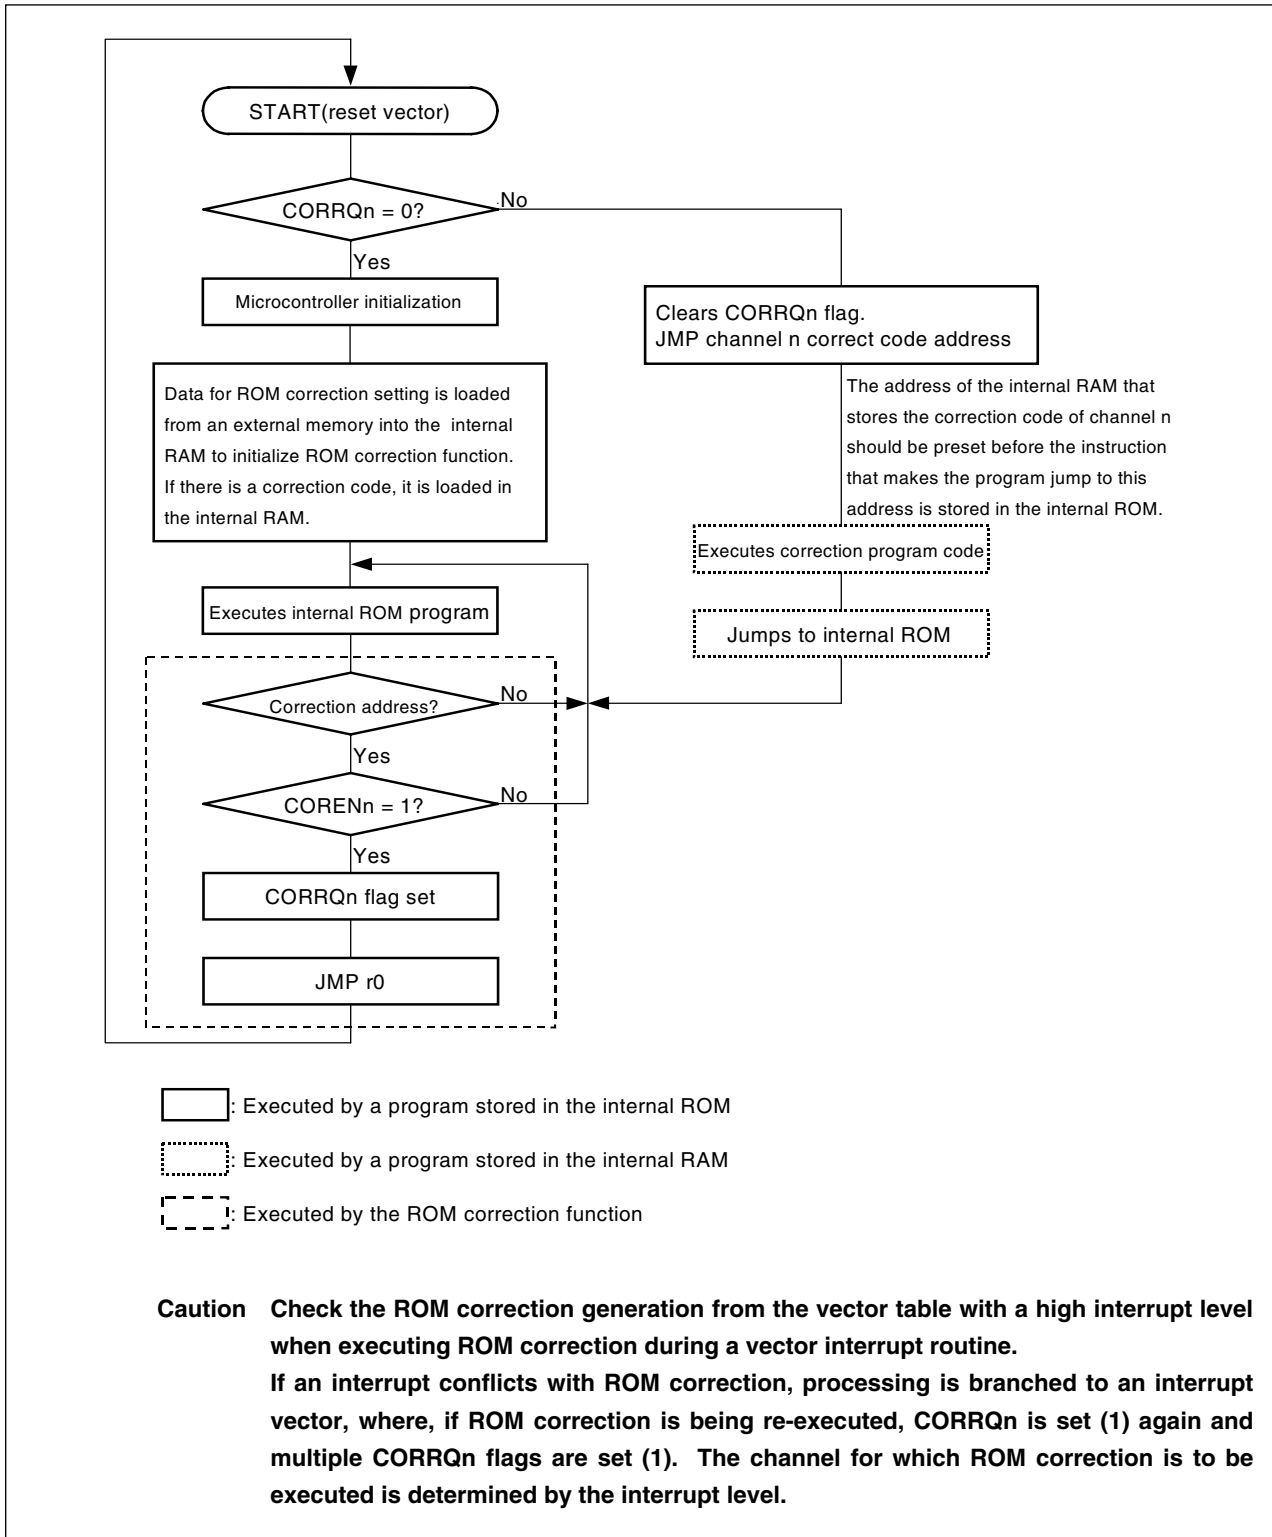 START(reset vector)
CORRQn = 0?
No
Yes
Microcontroller initialization
Clears CORRQn flag.
JMP channel n correct code address
Data for ROM correction setting is loaded
from an external memory into the internal
RAM to initialize ROM correction function.
If there is a correction code, it is loaded in
the internal RAM.
The address of the internal RAM that
stores the correction code of channel n
should be preset before the instruction
that makes the program jump to this
address is stored in the internal ROM.
Executes correction program code
Executes internal ROM program
Jumps to internal ROM
Correction address?
No
Yes
CORENn = 1?
No
Yes
CORRQn flag set
JMP r0
: Executed by a program stored in the internal ROM
: Executed by a program stored in the internal RAM
: Executed by the ROM correction function
Caution Check the ROM correction generation from the vector table with a high interrupt level
when executing ROM correction during a vector interrupt routine.
If an interrupt conflicts with ROM correction, processing is branched to an interrupt
vector, where, if ROM correction is being re-executed, CORRQn is set (1) again and
multiple CORRQn flags are set (1). The channel for which ROM correction is to be
executed is determined by the interrupt level.